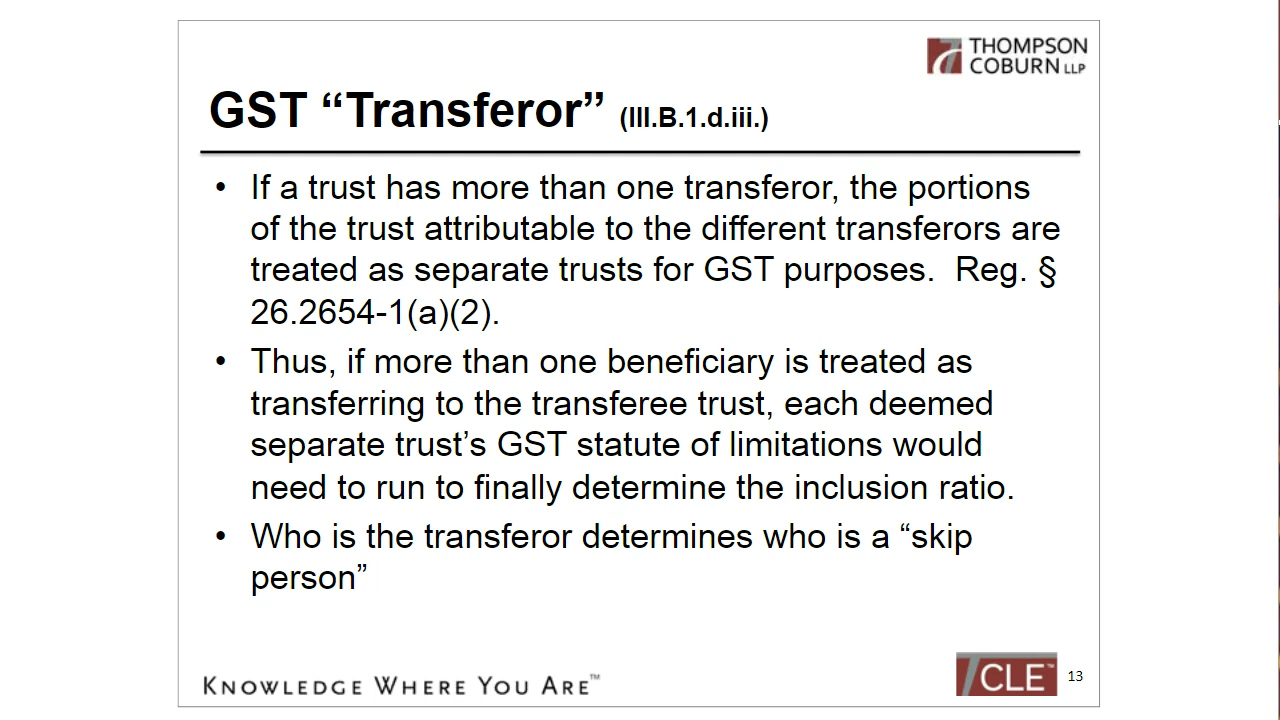 THOMPSON
COBURN LLP
GST “Transferor” (III.B.1.d.iii.)
• If a trust has more than one transferor, the portions
of the trust attributable to the different transferors are
treated as separate trusts for GST purposes. Reg. §
26.2654-1(a)(2).
• Thus, if more than one beneficiary is treated as
transferring to the transferee trust, each deemed
separate trust’s GST statute of limitations would
need to run to finally determine the inclusion ratio.
• Who is the transferor determines who is a “skip
person”
KNOWLEDGE WHERE YOU ARE™
CLE™ 13